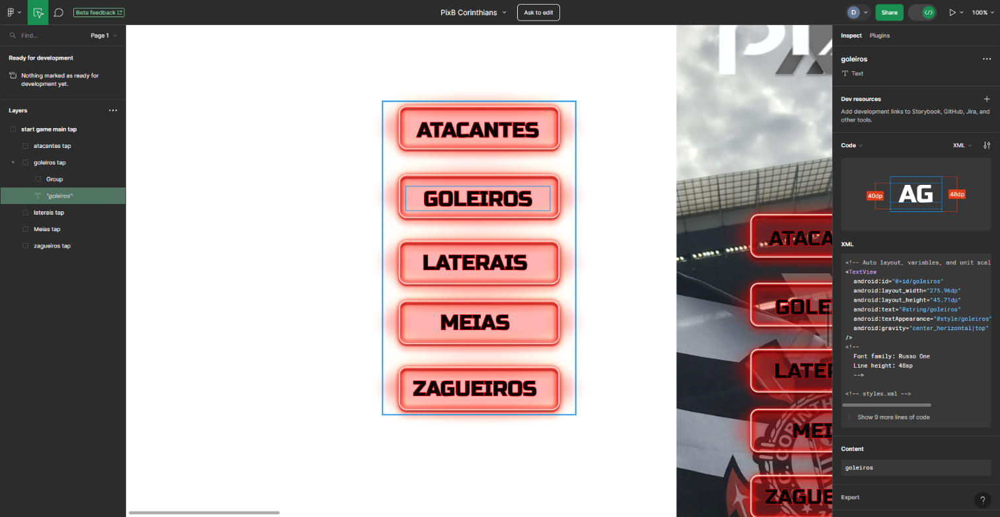 Beta feedback
PixB Corinthians
Ask to edit
D
Share
100%
Find...
Page 1
Ready for development
Nothing marked as ready for
development yet.
Layers
start game main tap
atacantes tap
goleiros tap
Group
"goleiros"
laterais tap
Meias tap
zagueiros tap
ATACANTES
GOLEIROS
LATERAIS
MEIAS
ZAGUEIROS
ATACA
GOLE
LATER
MEI
ZAGUE
Inspect
Plugins
goleiros
Text
Dev resources
Add development links to Storybook, GitHub, Jira, and
other tools.
Code
XML
40dp
AG
48dp
XML
<!-- Auto layout, variables, and unit scal
<TextView
android:id="@+id/goleiros"
android:layout_width="275.96dp"
android:layout_height="45.71dp"
android:text="@string/goleiros"
android:textAppearance="@style/goleiros"
android:gravity="center_horizontal|top"
/>
<!--
Font family: Russo One
Line height: 48sp
-->
<!-- styles.xml -->
Show 9 more lines of code
Content
goleiros
Export
?